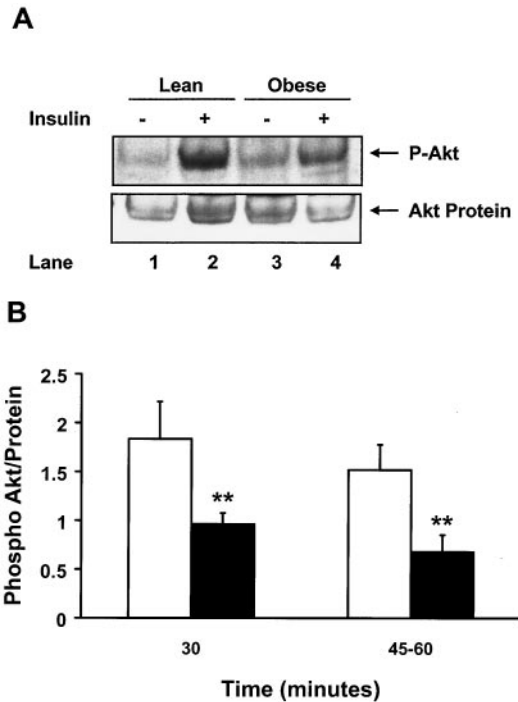 A
Lean Obese
Insulin - + - +
P-Akt
Akt Protein
Lane 1 2 3 4
B
Phospho Akt/Protein
2.5
2
1.5
1
0.5
0
**
**
30 45-60
Time (minutes)